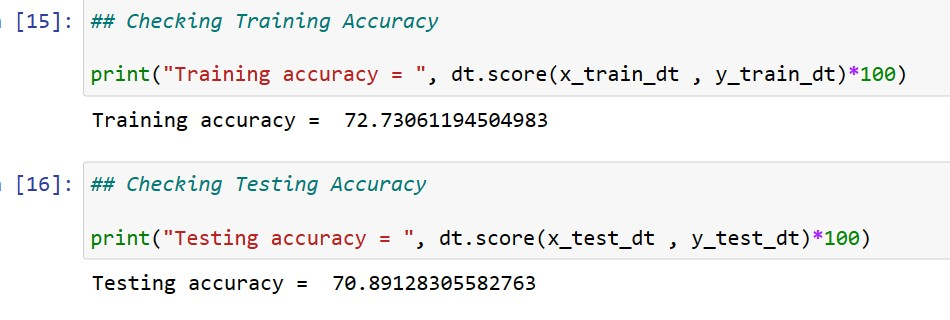 [15]: ## Checking Training Accuracy
print("Training accuracy = ", dt.score(x_train_dt , y_train_dt)*100)
Training accuracy =  72.73061194504983
[16]: ## Checking Testing Accuracy
print("Testing accuracy = ", dt.score(x_test_dt , y_test_dt)*100)
Testing accuracy =  70.89128305582763